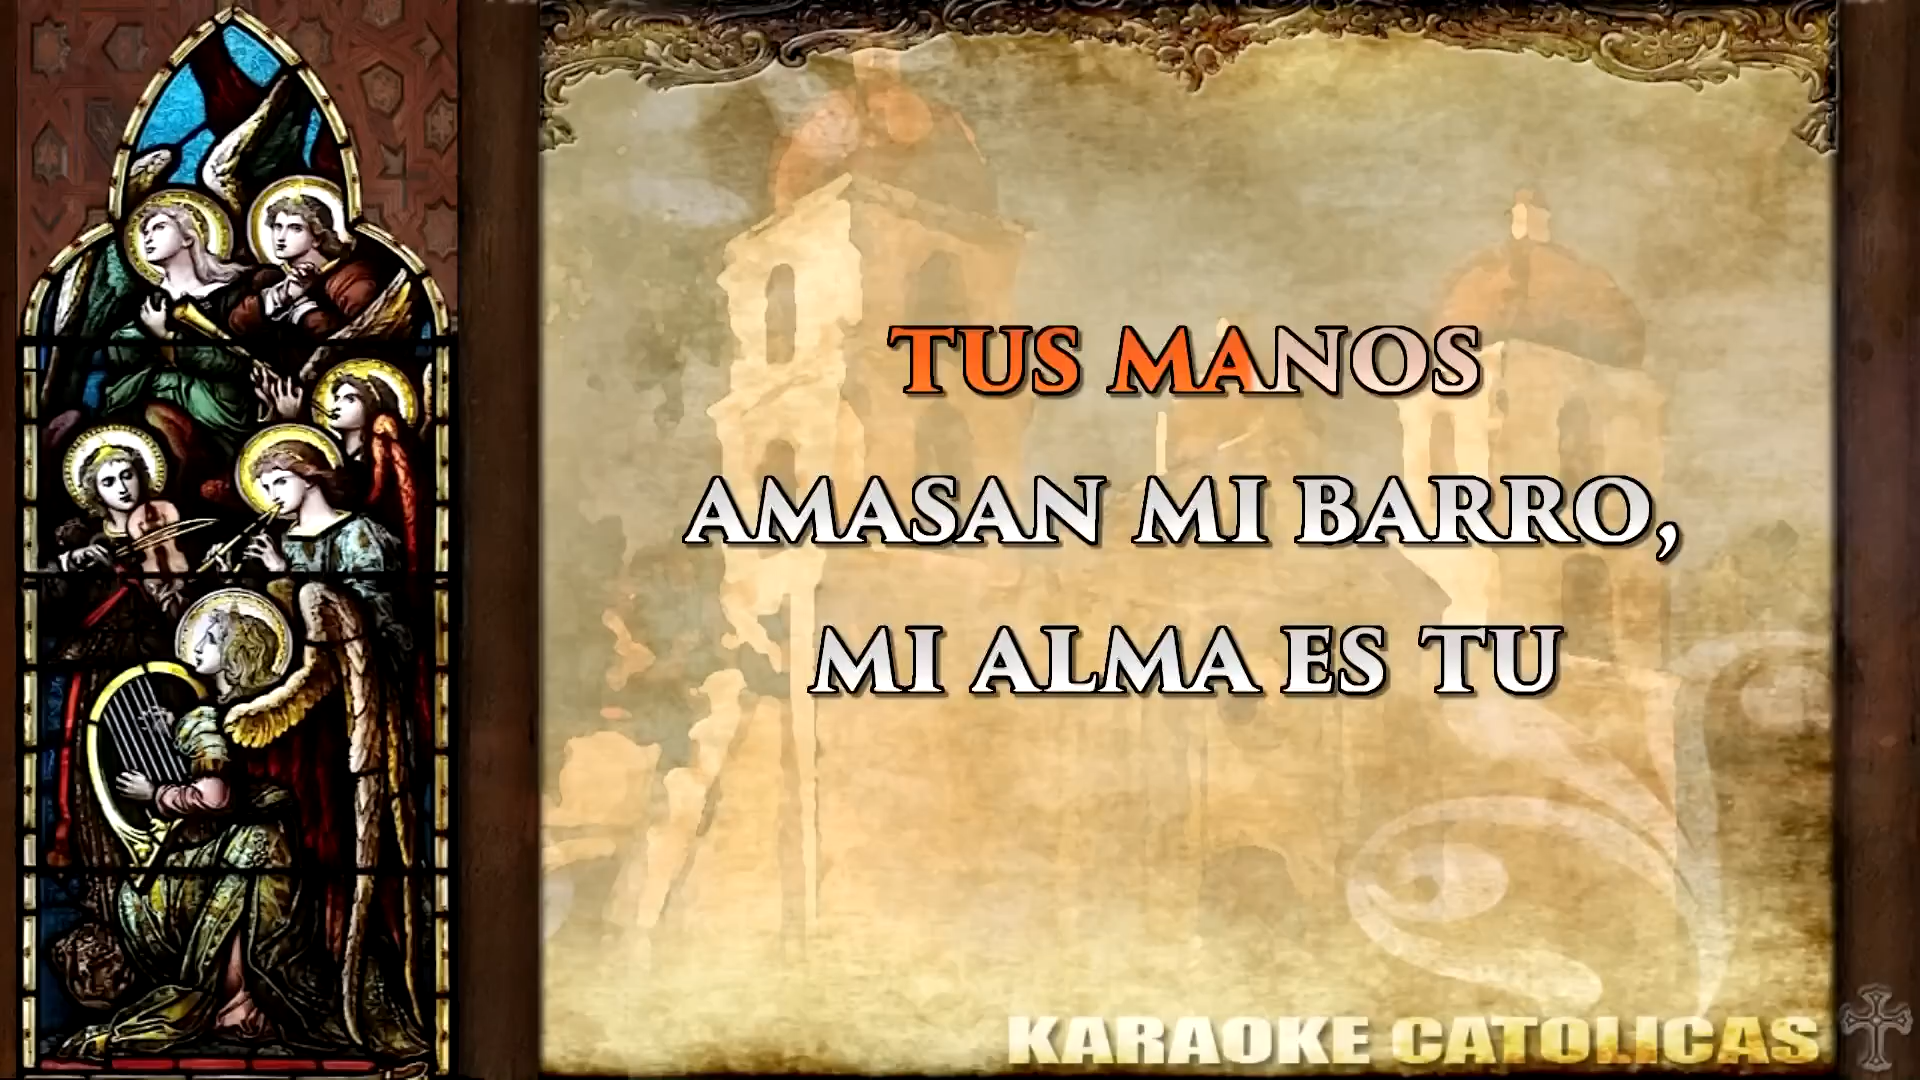 TUS MANOS
AMASAN MI BARRO,
MI ALMA ES TU
KARAOKE CATOLICAS